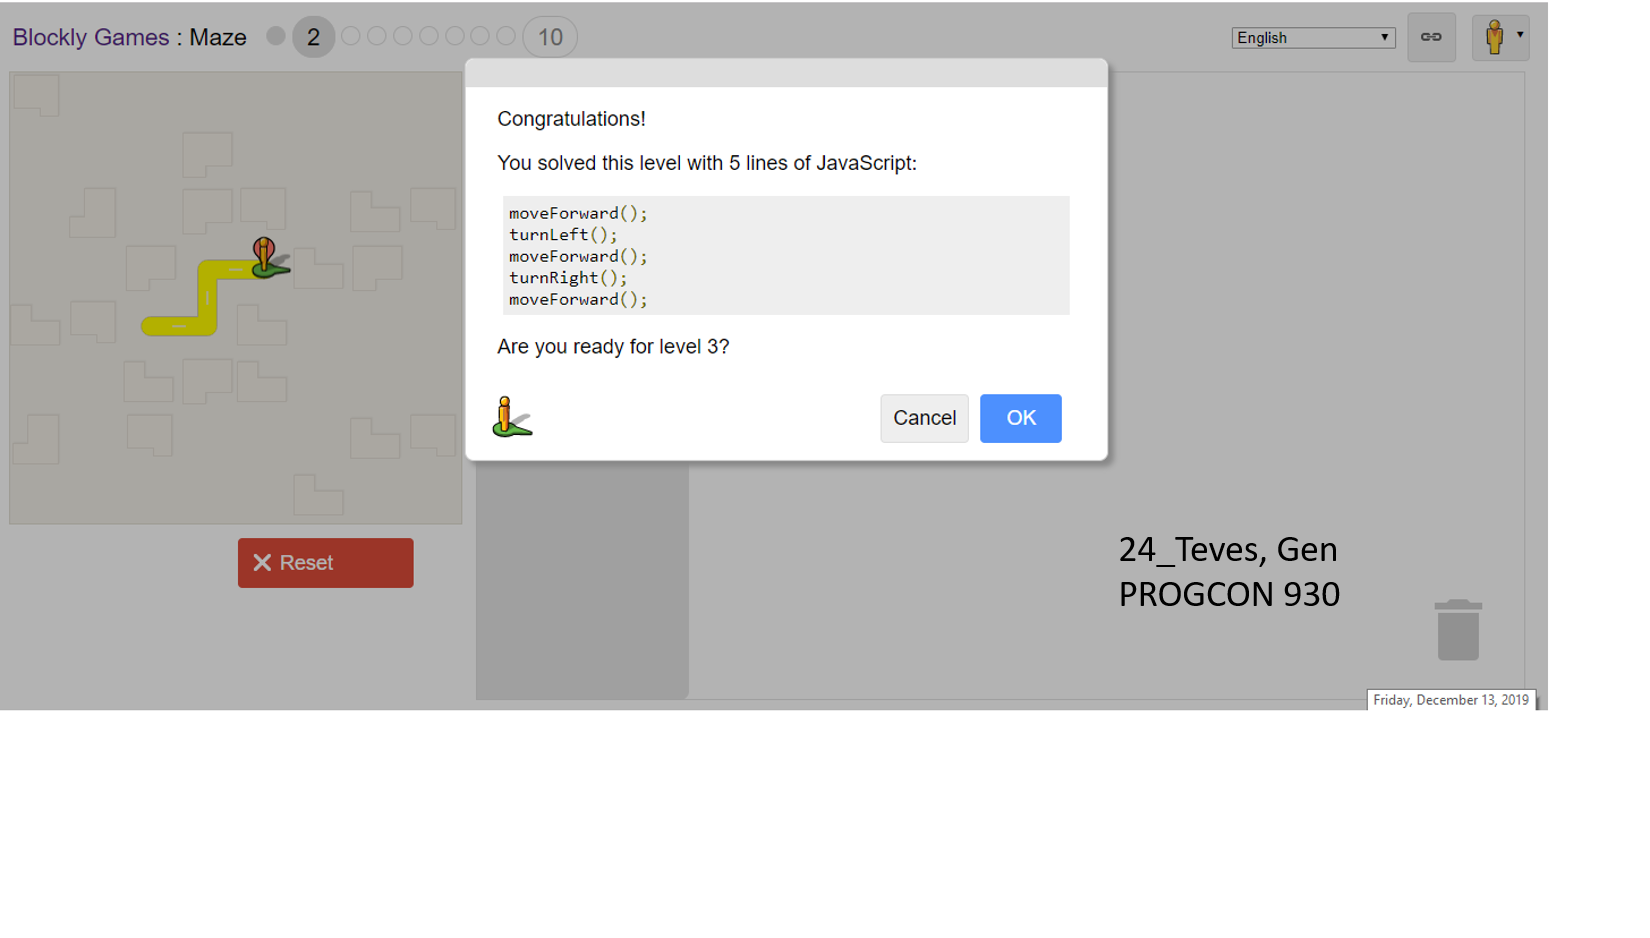 Blockly Games : Maze 2 10
English
Congratulations!
You solved this level with 5 lines of JavaScript:
moveForward();
turnLeft();
moveForward();
turnRight();
moveForward();
Are you ready for level 3?
Cancel
OK
Reset
24_Teves, Gen
PROGCON 930
Friday, December 13, 2019